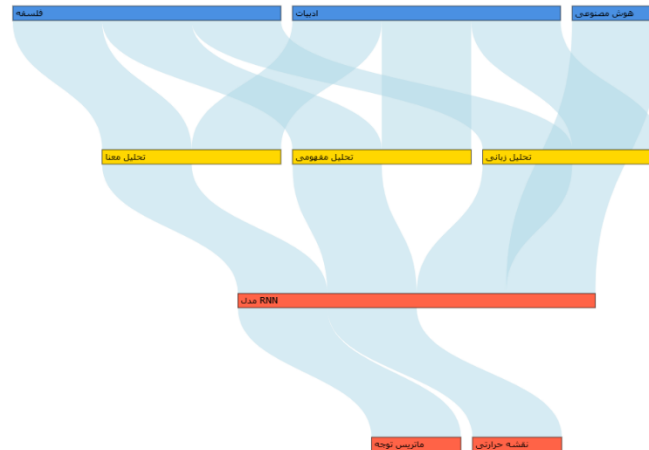 فلسفه
ادبیات
هوش مصنوعی
تحلیل معنا
تحلیل مفهومی
تحلیل زبانی
مدل RNN
ماتریس توجه
نقشه حرارتی